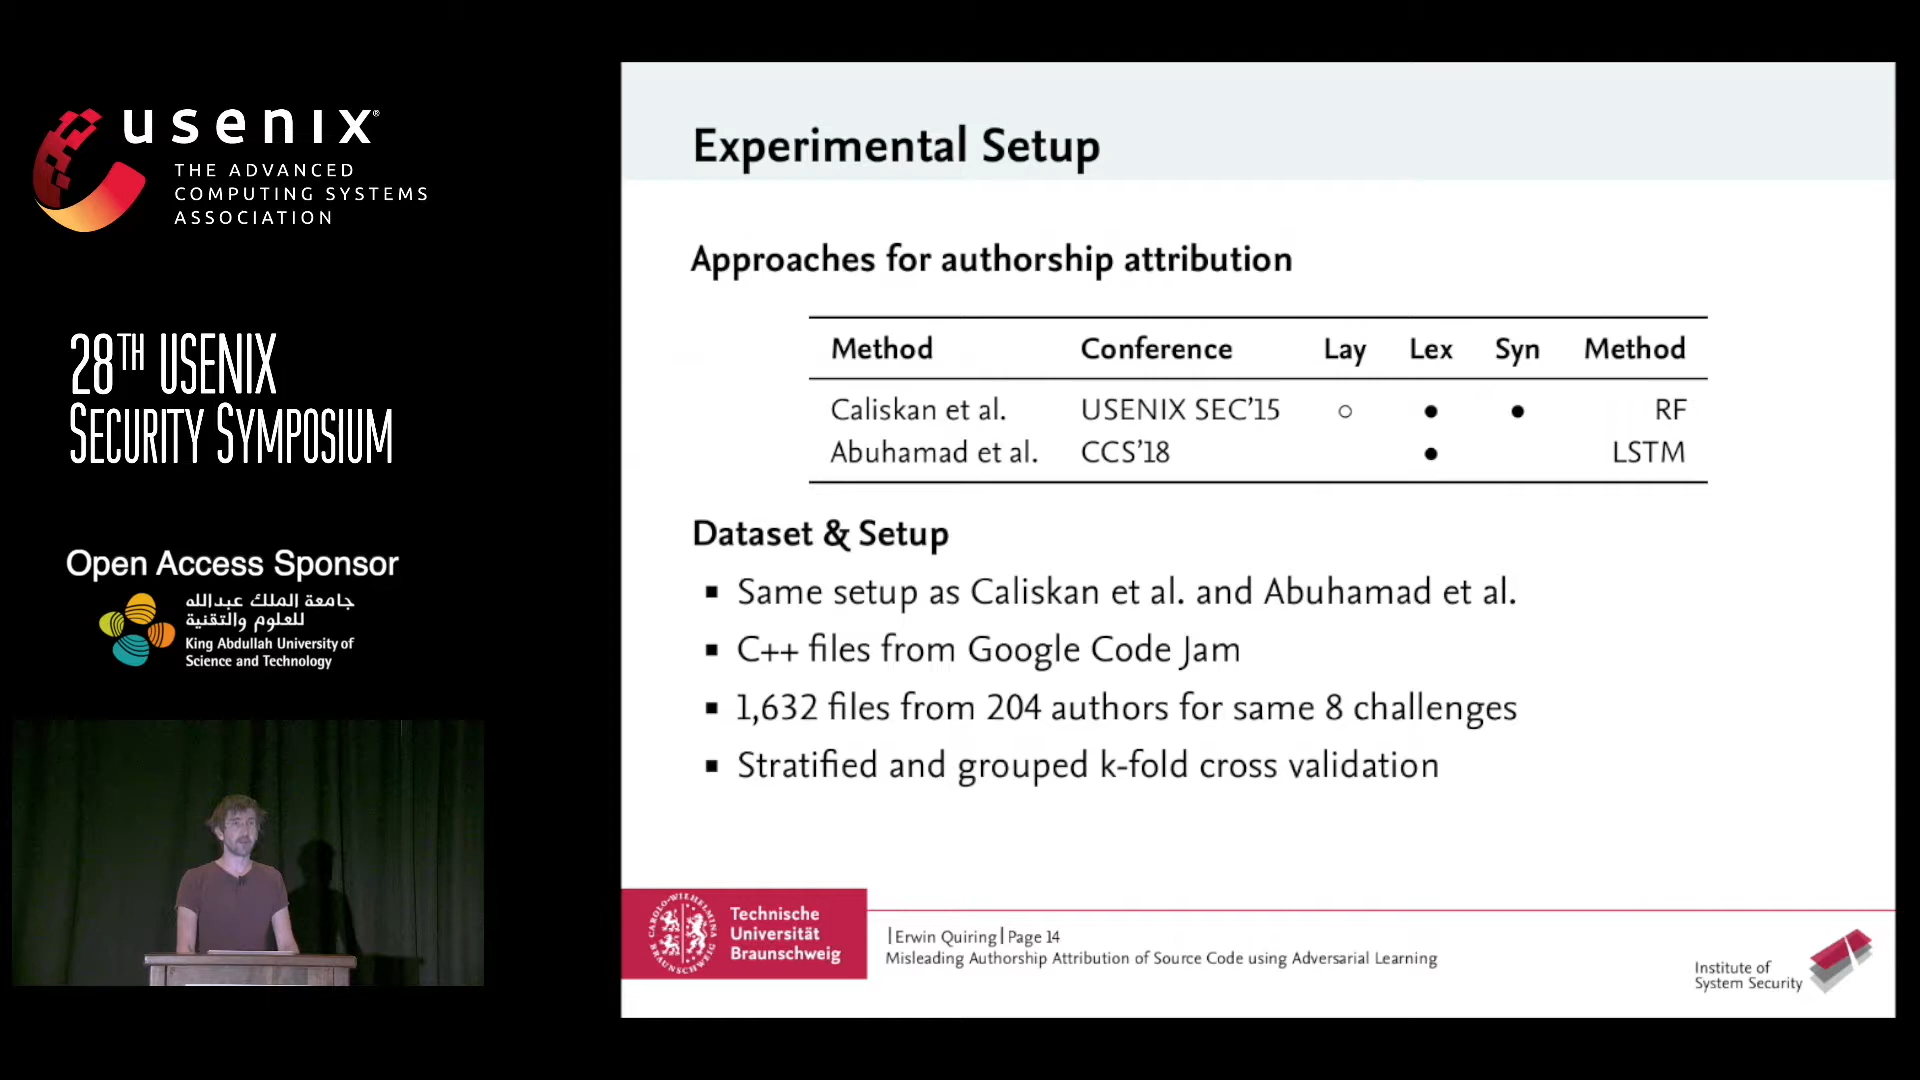 usenix®
THE ADVANCED
COMPUTING SYSTEMS
ASSOCIATION
28TH USENIX
SECURITY SYMPOSIUM
Open Access Sponsor
جامعة الملك عبدالله
للعلوم والتقنية
King Abdullah University of
Science and Technology
Experimental Setup
Approaches for authorship attribution
Method Conference Lay Lex Syn Method
Caliskan et al. USENIX SEC'15 ○ ● ● RF
Abuhamad et al. CCS'18 ● LSTM
Dataset & Setup
▪ Same setup as Caliskan et al. and Abuhamad et al.
▪ C++ files from Google Code Jam
▪ 1,632 files from 204 authors for same 8 challenges
▪ Stratified and grouped k-fold cross validation
CAROLO-WILHELMINA
BRAUNSCHWEIG
Technische
Universität
Braunschweig
| Erwin Quiring | Page 14
Misleading Authorship Attribution of Source Code using Adversarial Learning
Institute of
System Security